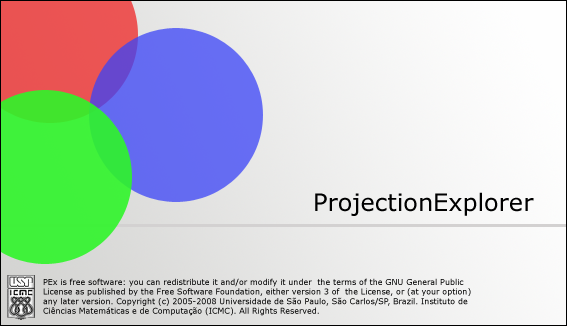 ProjectionExplorer
USP
ICMC
PEx is free software: you can redistribute it and/or modify it under the terms of the GNU General Public
License as published by the Free Software Foundation, either version 3 of the License, or (at your option)
any later version. Copyright (c) 2005-2008 Universidade de São Paulo, São Carlos/SP, Brazil. Instituto de
Ciências Matemáticas e de Computação (ICMC). All Rights Reserved.